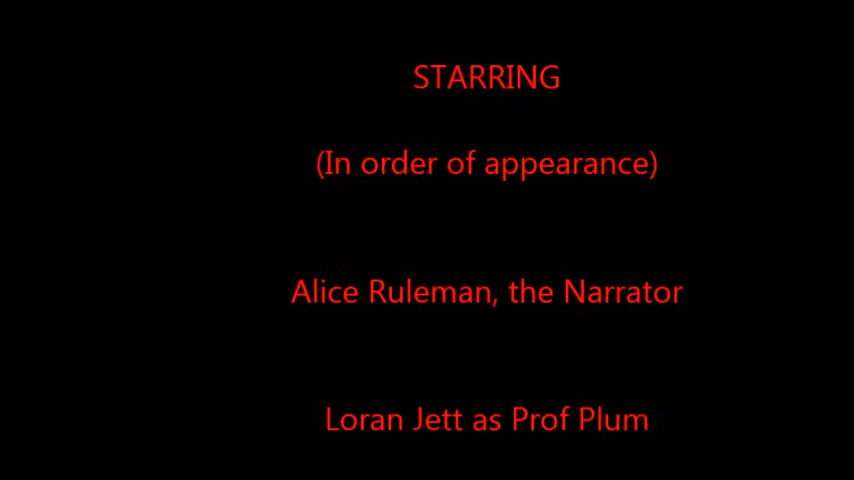 STARRING
(In order of appearance)
Alice Ruleman, the Narrator
Loran Jett as Prof Plum